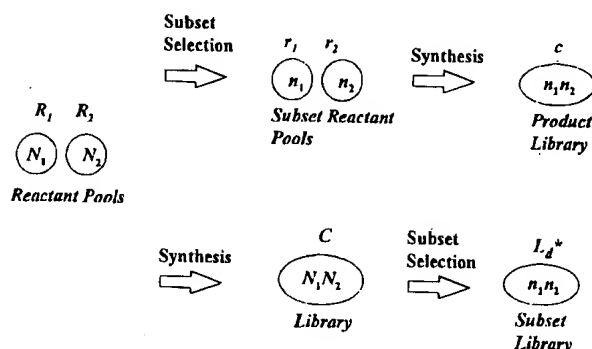 Subset
Selection
r1 r2
n1 n2
Subset Reactant
Pools
Synthesis
c
n1n2
Product
Library
R1 R2
N1 N2
Reactant Pools
Synthesis
C
N1N2
Library
Subset
Selection
Ld*
n1n2
Subset
Library